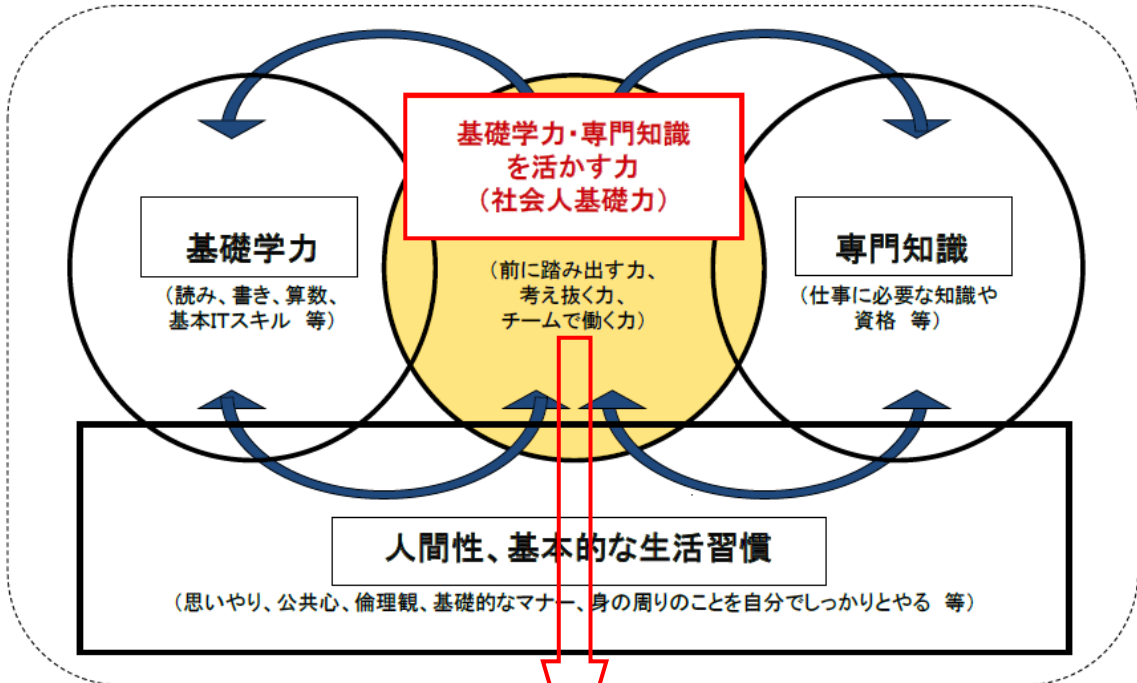 基礎学力・専門知識
を活かす力
（社会人基礎力）
基礎学力
（読み、書き、算数、
基本ITスキル　等）
（前に踏み出す力、
考え抜く力、
チームで働く力）
専門知識
（仕事に必要な知識や
資格　等）
人間性、基本的な生活習慣
（思いやり、公共心、倫理観、基礎的なマナー、身の周りのことを自分でしっかりとやる　等）